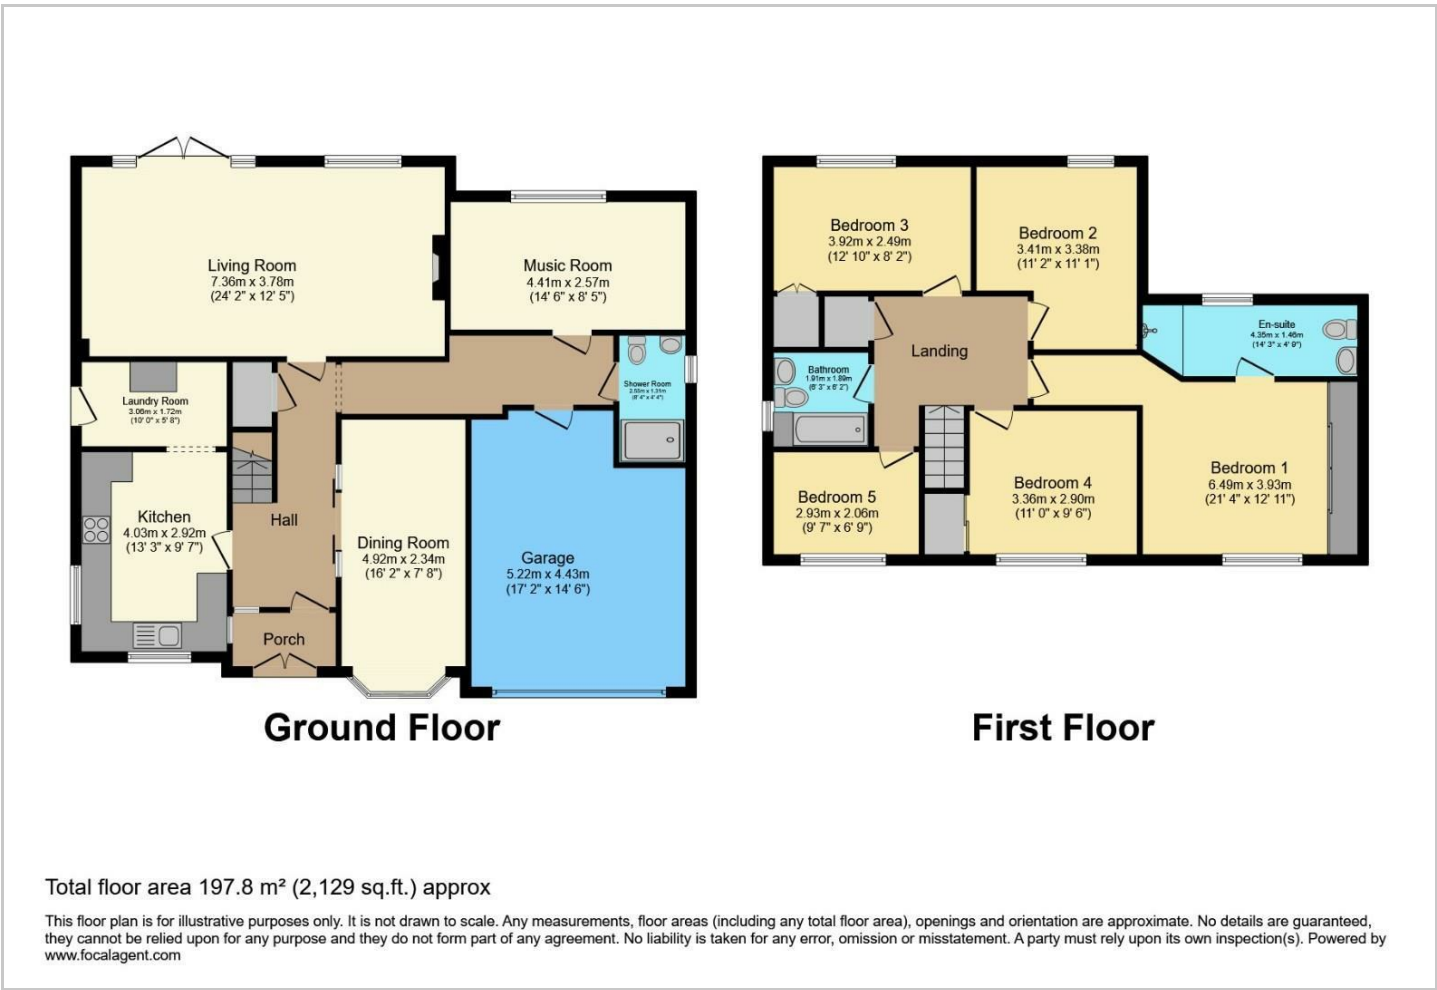 Living Room
7.36m x 3.78m
(24' 2" x 12' 5")
Music Room
4.41m x 2.57m
(14' 6" x 8' 5")
Laundry Room
3.06m x 1.72m
(10' 0" x 5' 8")
Shower Room
2.50m x 1.31m
(8' 4" x 4' 4")
Kitchen
4.03m x 2.92m
(13' 3" x 9' 7")
Hall
Dining Room
4.92m x 2.34m
(16' 2" x 7' 8")
Garage
5.22m x 4.43m
(17' 2" x 14' 6")
Porch
Ground Floor
Bedroom 3
3.92m x 2.49m
(12' 10" x 8' 2")
Bedroom 2
3.41m x 3.38m
(11' 2" x 11' 1")
En-suite
4.35m x 1.46m
(14' 3" x 4' 9")
Landing
Bathroom
1.91m x 1.89m
(6' 3" x 6' 2")
Bedroom 1
6.49m x 3.93m
(21' 4" x 12' 11")
Bedroom 4
3.36m x 2.90m
(11' 0" x 9' 6")
Bedroom 5
2.93m x 2.06m
(9' 7" x 6' 9")
First Floor
Total floor area 197.8 m² (2,129 sq.ft.) approx
This floor plan is for illustrative purposes only. It is not drawn to scale. Any measurements, floor areas (including any total floor area), openings and orientation are approximate. No details are guaranteed,
they cannot be relied upon for any purpose and they do not form part of any agreement. No liability is taken for any error, omission or misstatement. A party must rely upon its own inspection(s). Powered by
www.focalagent.com